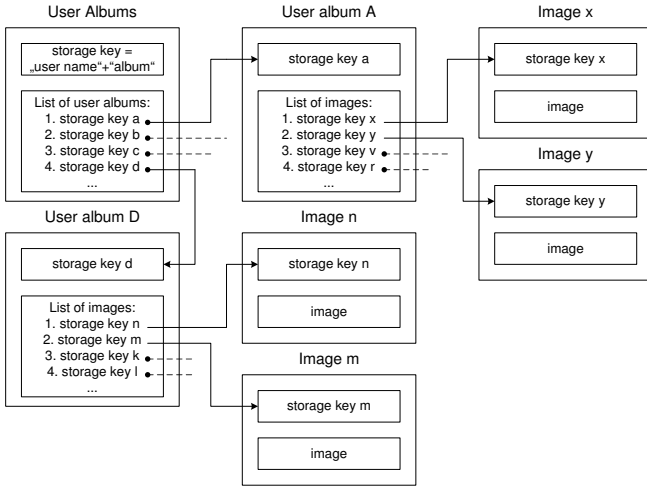 User Albums
storage key =
„user name“+“album“
List of user albums:
1. storage key a
2. storage key b
3. storage key c
4. storage key d
...
User album A
storage key a
List of images:
1. storage key x
2. storage key y
3. storage key v
4. storage key r
...
Image x
storage key x
image
Image y
storage key y
image
User album D
storage key d
List of images:
1. storage key n
2. storage key m
3. storage key k
4. storage key l
...
Image n
storage key n
image
Image m
storage key m
image